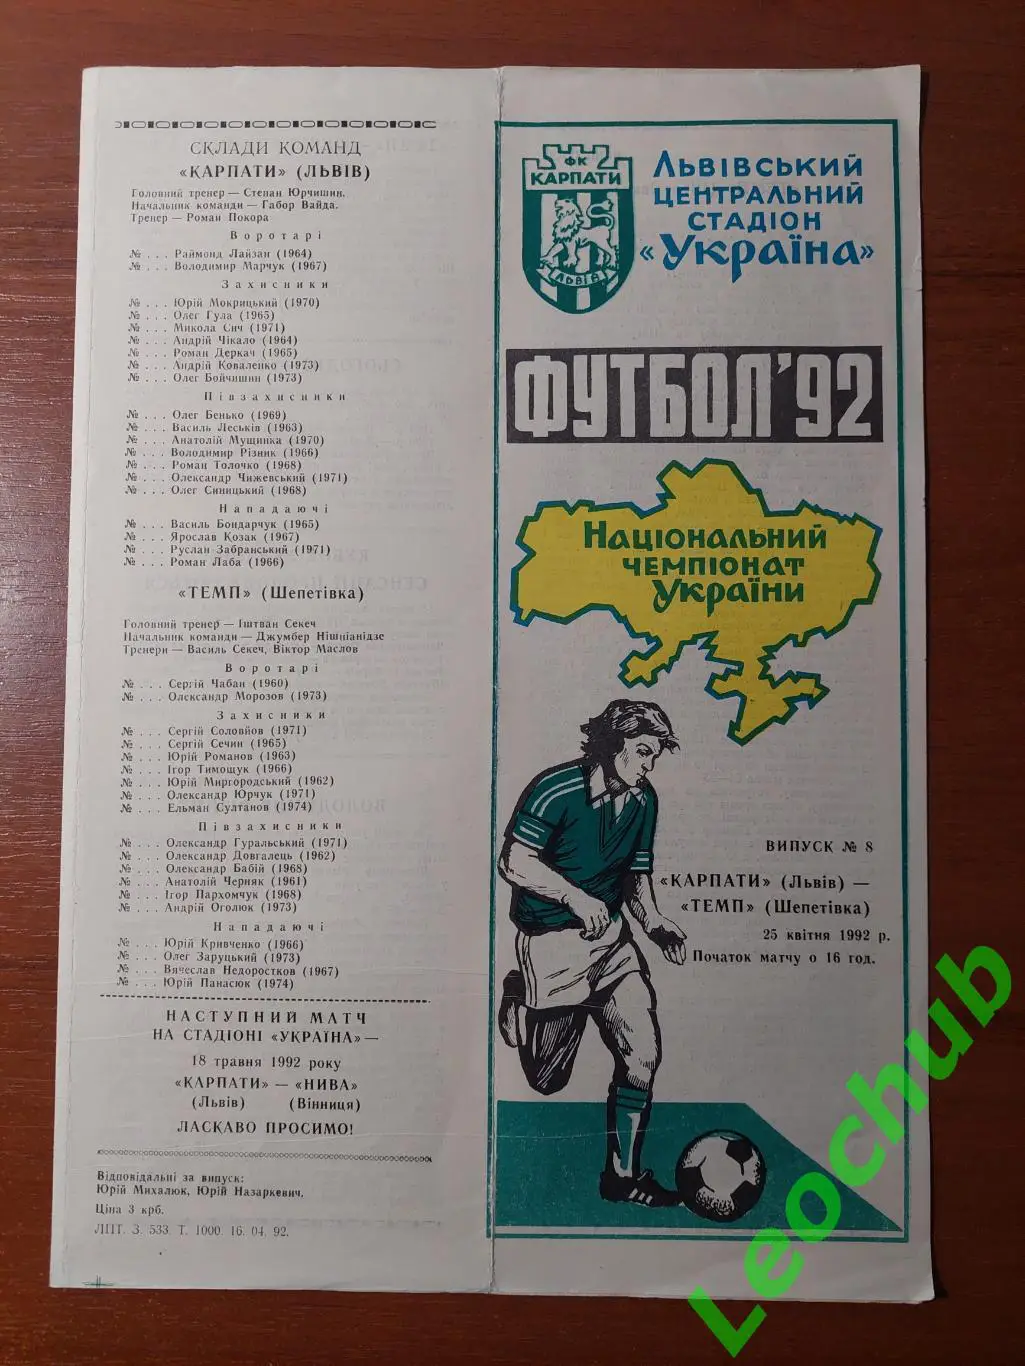 СКЛАДИ КОМАНД
«КАРПАТИ» (ЛЬВІВ)
Головний тренер — Степан Юрчишин.
Начальник команди — Габор Вайда.
Тренер — Роман Покора
Воротарі
№ . . . Раймонд Лайзан (1964)
№ . . . Володимир Марчук (1967)
Захисники
№ . . . Юрій Мокрицький (1970)
№ . . . Олег Гула (1965)
№ . . . Микола Сич (1971)
№ . . . Андрій Чікало (1964)
№ . . . Роман Деркач (1965)
№ . . . Андрій Коваленко (1973)
№ . . . Олег Бойчишин (1973)
Півзахисники
№ . . . Олег Бенько (1969)
№ . . . Василь Леськів (1963)
№ . . . Анатолій Мущинка (1970)
№ . . . Володимир Різник (1966)
№ . . . Роман Толочко (1968)
№ . . . Олександр Чижевський (1971)
№ . . . Олег Синицький (1968)
Нападаючі
№ . . . Василь Бондарчук (1965)
№ . . . Ярослав Козак (1967)
№ . . . Руслан Забранський (1971)
№ . . . Роман Лаба (1966)
«ТЕМП» (Шепетівка)
Головний тренер — Іштван Секеч
Начальник команди — Джумбер Нішніанідзе
Тренери — Василь Секеч, Віктор Маслов
Воротарі
№ . . . Сергій Чабан (1960)
№ . . . Олександр Морозов (1973)
Захисники
№ . . . Сергій Соловйов (1971)
№ . . . Сергій Сечин (1965)
№ . . . Юрій Романов (1963)
№ . . . Ігор Тимощук (1966)
№ . . . Юрій Миргородський (1962)
№ . . . Олександр Юрчук (1971)
№ . . . Ельман Султанов (1974)
Півзахисники
№ . . . Олександр Гуральський (1971)
№ . . . Олександр Довгалець (1962)
№ . . . Олександр Бабій (1968)
№ . . . Анатолій Черняк (1961)
№ . . . Ігор Пархомчук (1968)
№ . . . Андрій Оголюк (1973)
Нападаючі
№ . . . Юрій Кривченко (1966)
№ . . . Олег Заруцький (1973)
№ . . . Вячеслав Недоростков (1967)
№ . . . Юрій Панасюк (1974)
НАСТУПНИЙ МАТЧ
НА СТАДІОНІ «УКРАЇНА» —
18 травня 1992 року
«КАРПАТИ» — «НИВА»
(Львів) (Вінниця)
ЛАСКАВО ПРОСИМО!
Відповідальні за випуск:
Юрій Михалюк, Юрій Назаркевич.
Ціна 3 крб.
ЛПТ. З. 533. Т. 1000. 16. 04. 92.
ФК
КАРПАТИ
ЛЬВІВ
ЛЬВІВСЬКИЙ
ЦЕНТРАЛЬНИЙ
СТАДІОН
«УКРАЇНА»
ФУТБОЛ'92
НАЦІОНАЛЬНИЙ
ЧЕМПІОНАТ
УКРАЇНИ
ВИПУСК № 8
«КАРПАТИ» (Львів) —
«ТЕМП» (Шепетівка)
25 квітня 1992 р.
Початок матчу о 16 год.
Leochub